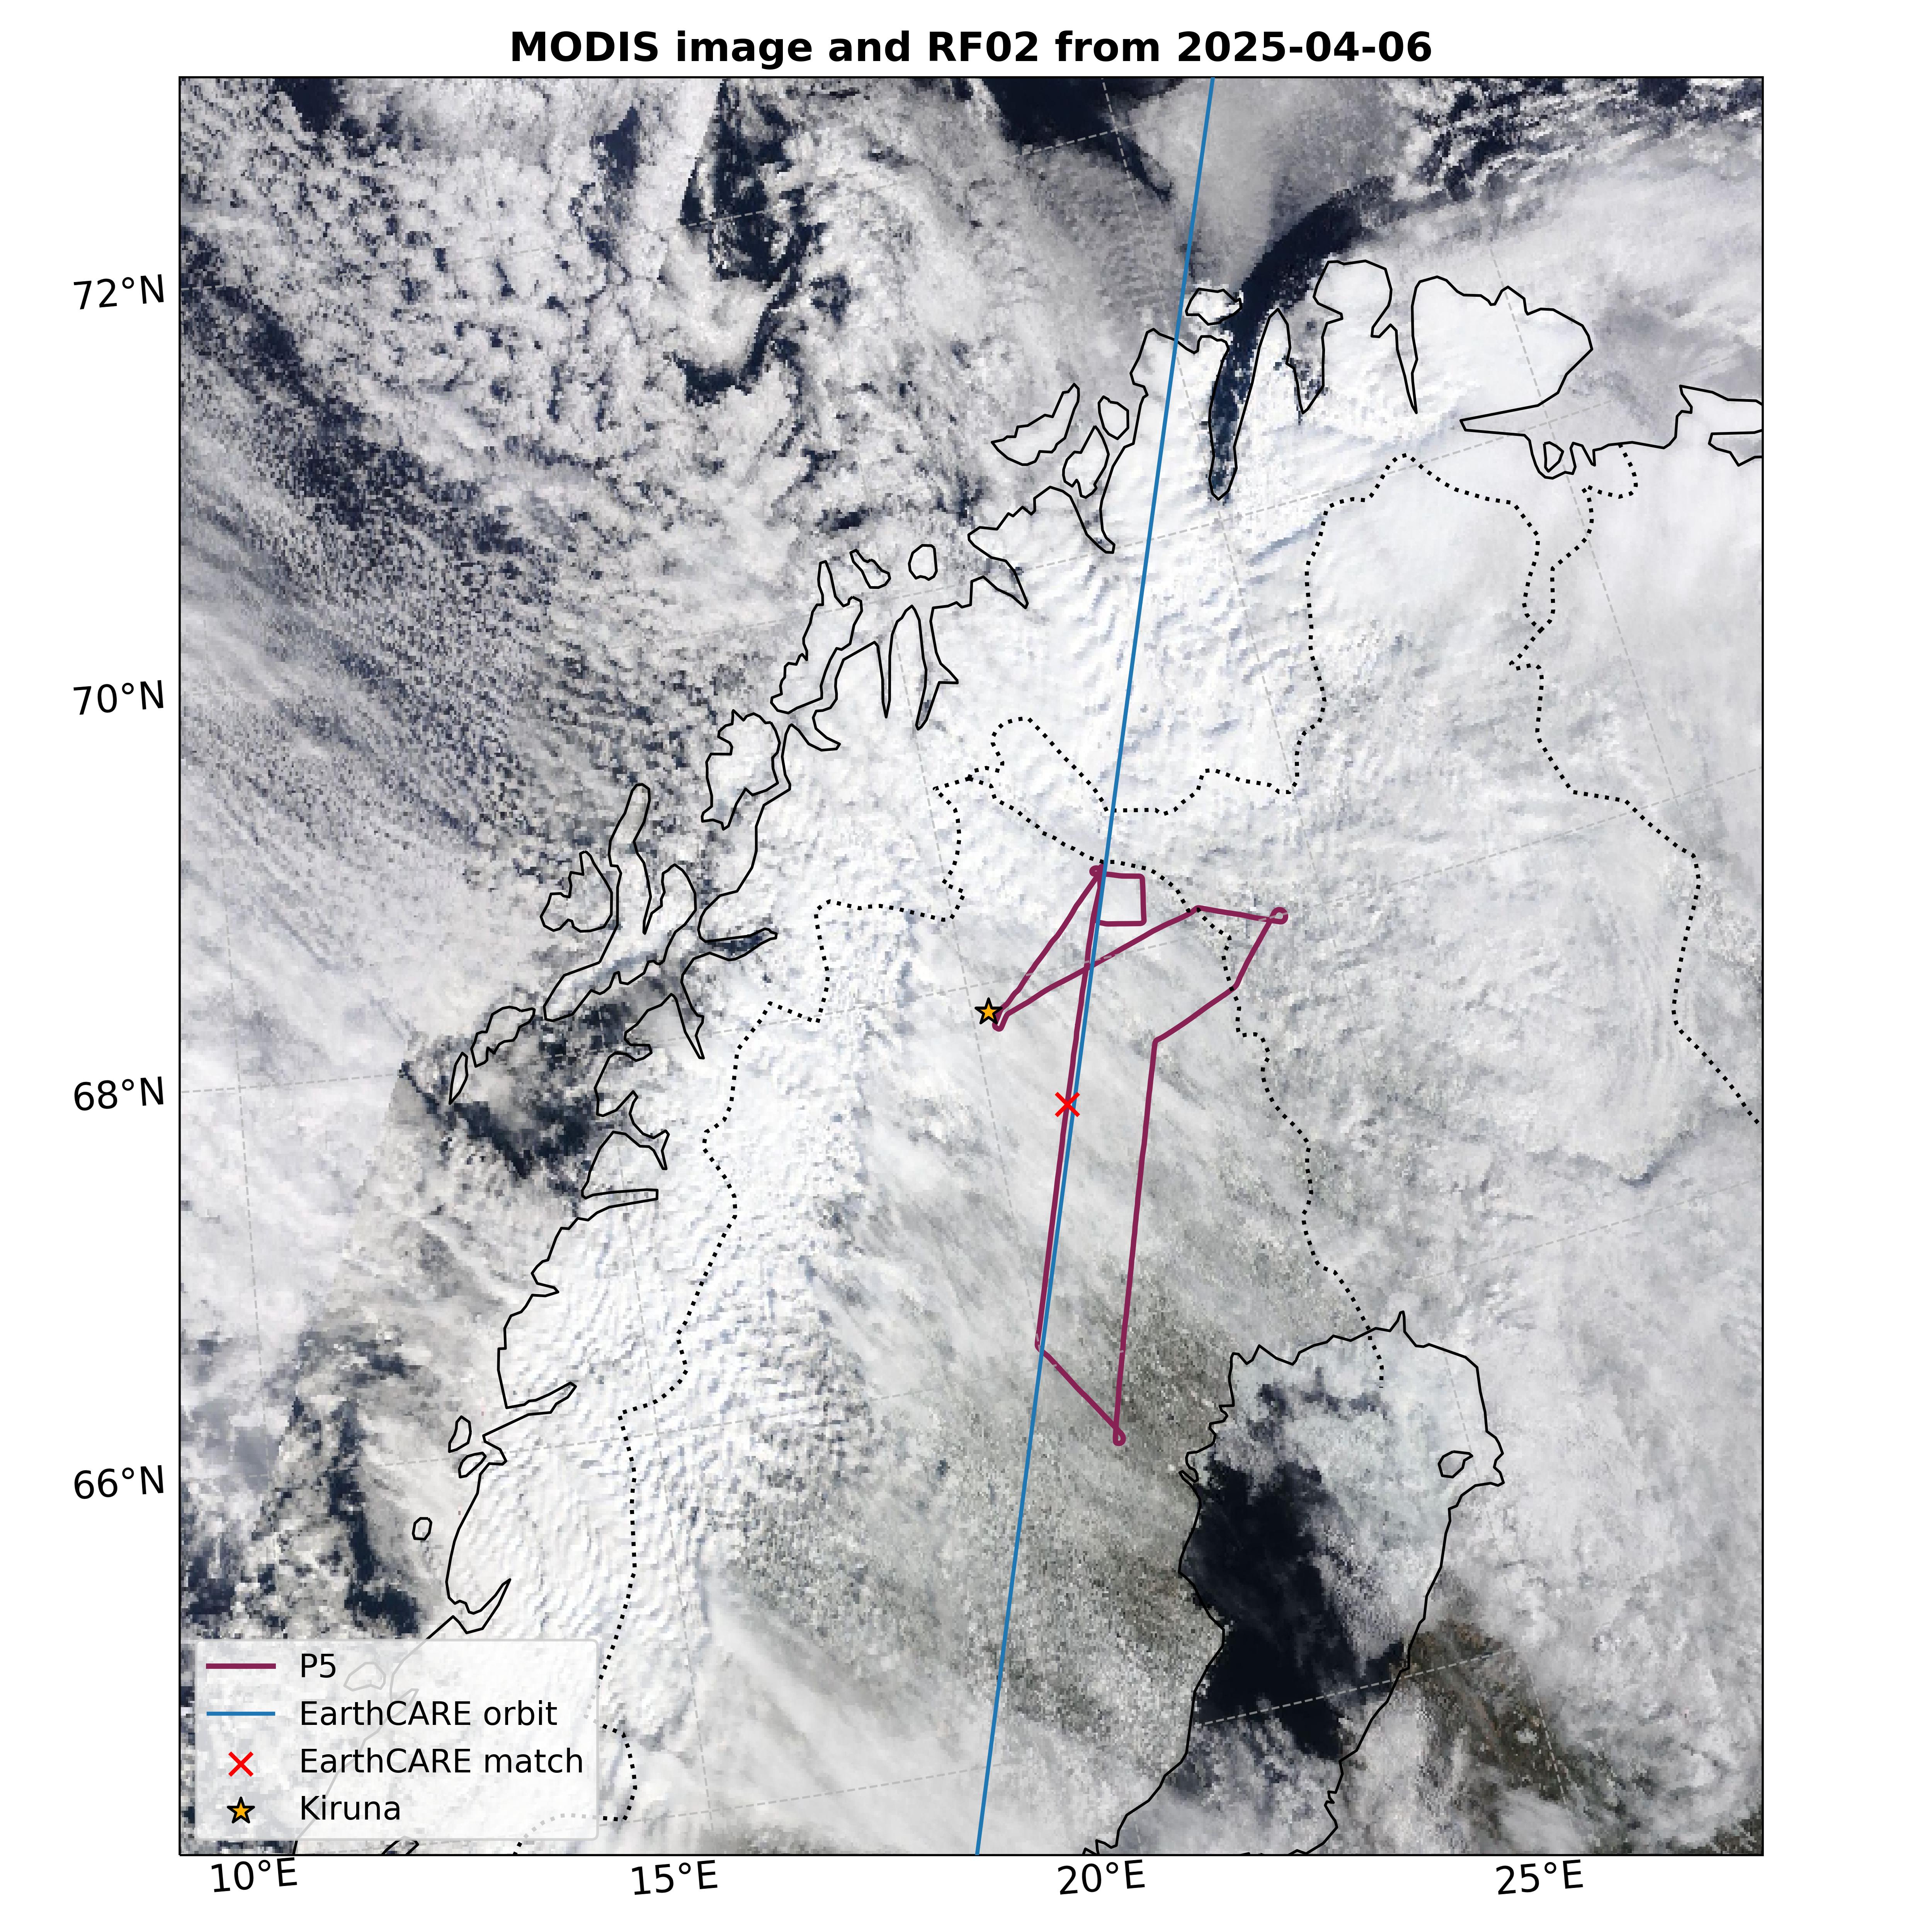 MODIS image and RF02 from 2025-04-06
72°N
70°N
68°N
66°N
P5
EarthCARE orbit
EarthCARE match
Kiruna
10°E
15°E
20°E
25°E